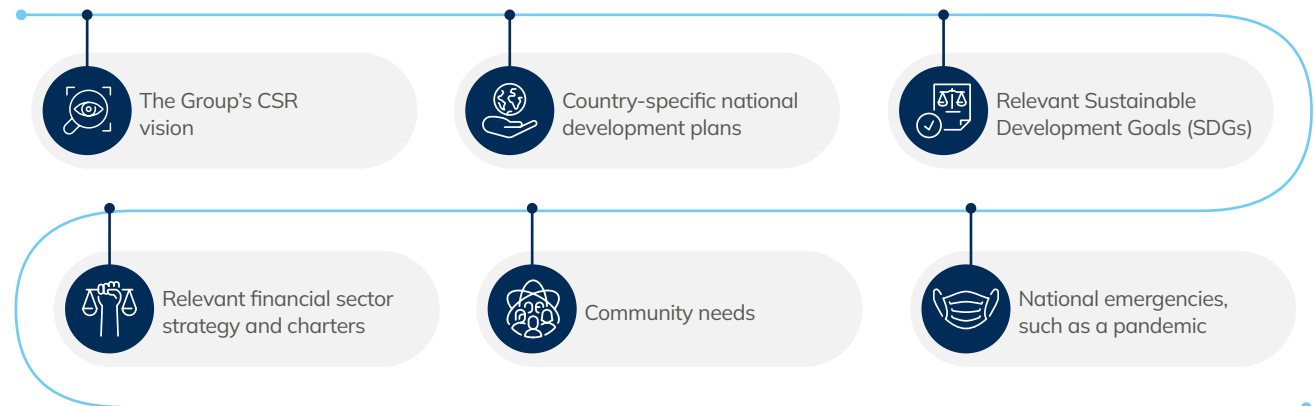 The Group’s CSR
vision
Country-specific national
development plans
Relevant Sustainable
Development Goals (SDGs)
Relevant financial sector
strategy and charters
Community needs
National emergencies,
such as a pandemic